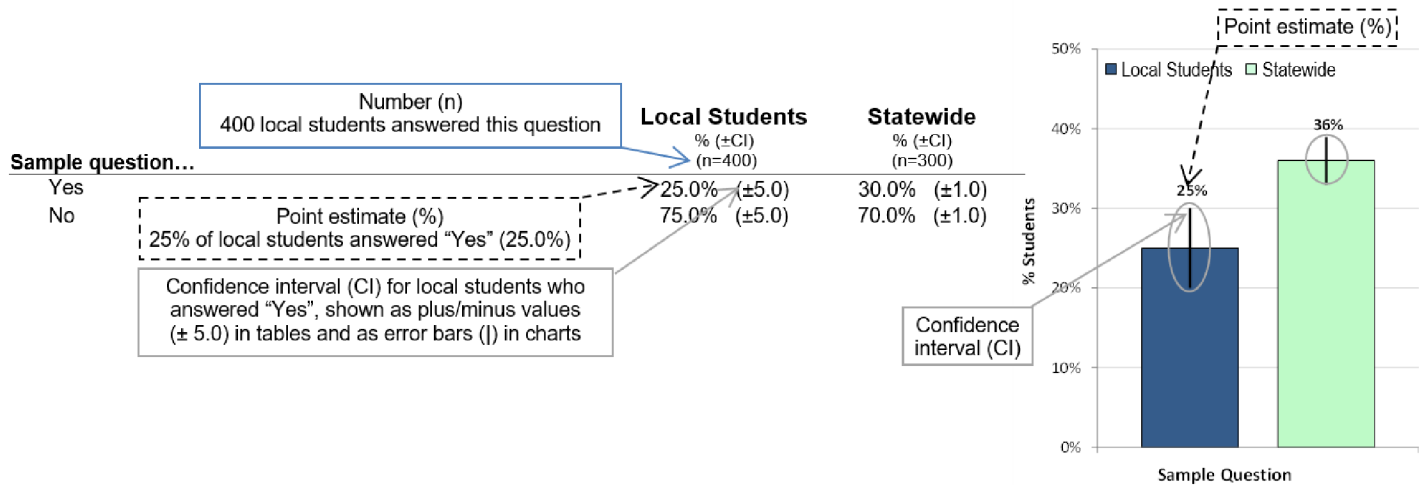 Number (n)
400 local students answered this question
Local Students
Statewide
% (±CI)
% (±CI)
(n=400)
(n=300)
Sample question…
Yes
25.0% (±5.0)
30.0% (±1.0)
No
75.0% (±5.0)
70.0% (±1.0)
Point estimate (%)
25% of local students answered “Yes” (25.0%)
Confidence interval (CI) for local students who
answered “Yes”, shown as plus/minus values
(± 5.0) in tables and as error bars (|) in charts
Point estimate (%)
50%
Local Students
Statewide
40%
36%
25%
30%
% Students
20%
Confidence
interval (CI)
10%
0%
Sample Question